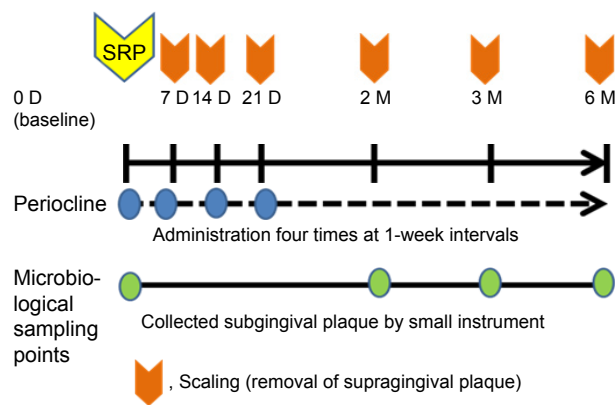 SRP
0 D
(baseline)
7 D 14 D 21 D 2 M 3 M 6 M
Periocline
Administration four times at 1-week intervals
Microbio-
logical
sampling
points
Collected subgingival plaque by small instrument
, Scaling (removal of supragingival plaque)